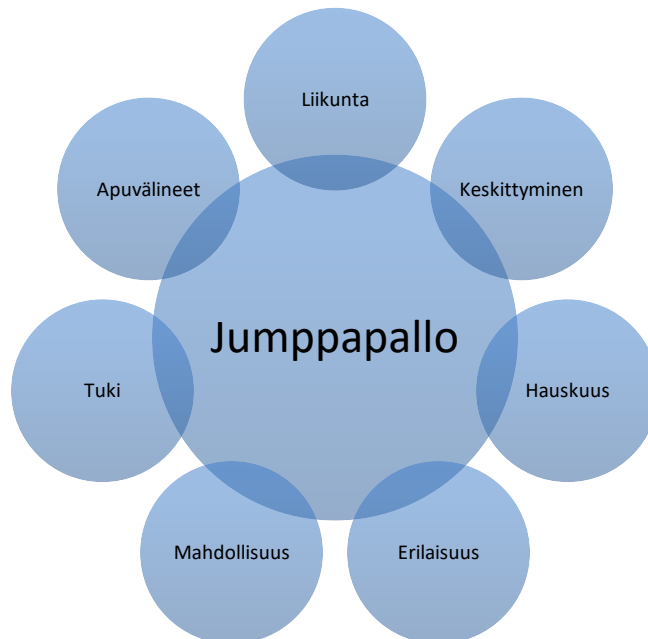 Liikunta
Keskittyminen
Hauskuus
Erilaisuus
Mahdollisuus
Tuki
Apuvälineet
Jumppapallo